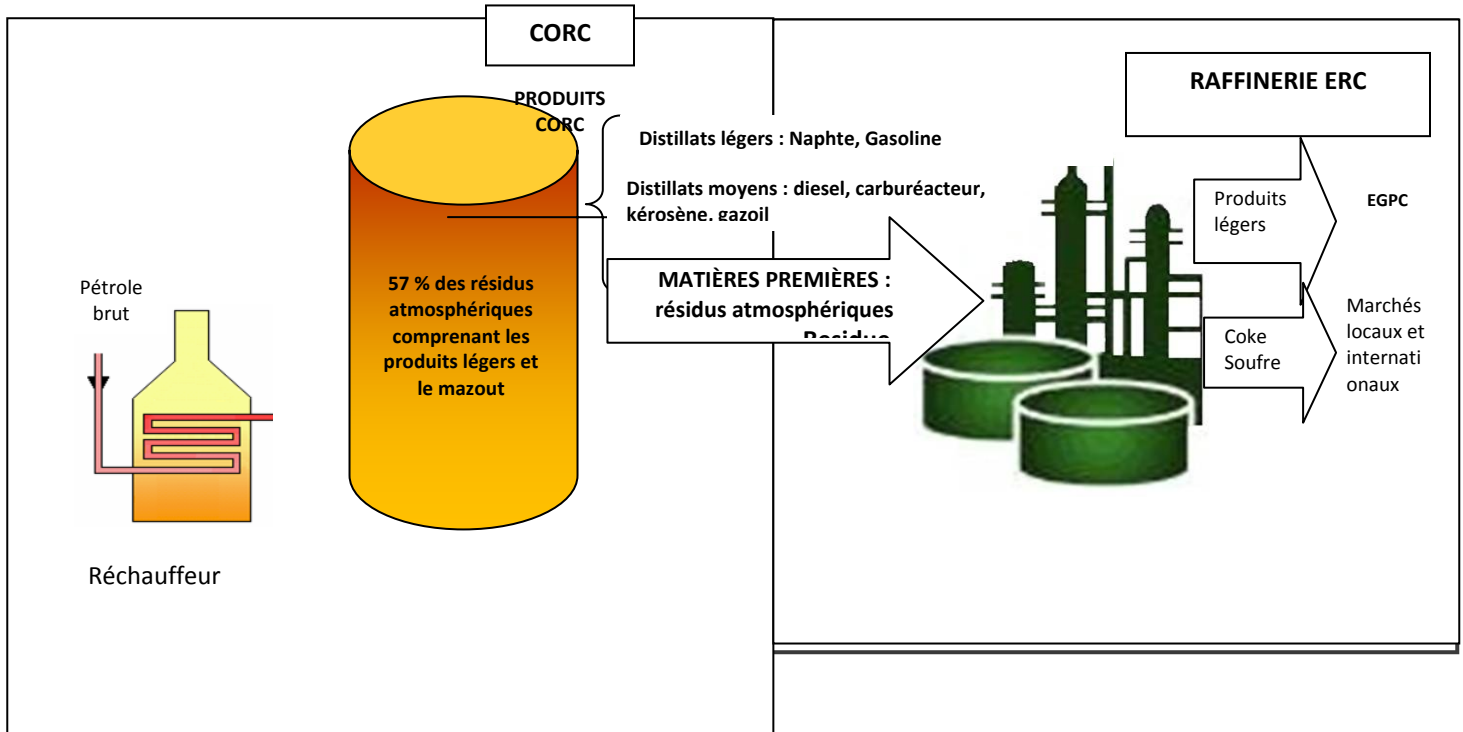 CORC
RAFFINERIE ERC
PRODUITS
CORC
Distillats légers : Naphte, Gasoline
Distillats moyens : diesel, carburéacteur,
kérosène, gazoil
Pétrole
brut
57 % des résidus
atmosphériques
comprenant les
produits légers et
le mazout
MATIÈRES PREMIÈRES :
résidus atmosphériques
Residue
Produits
légers
EGPC
Coke
Soufre
Marchés
locaux et
internati
onaux
Réchauffeur